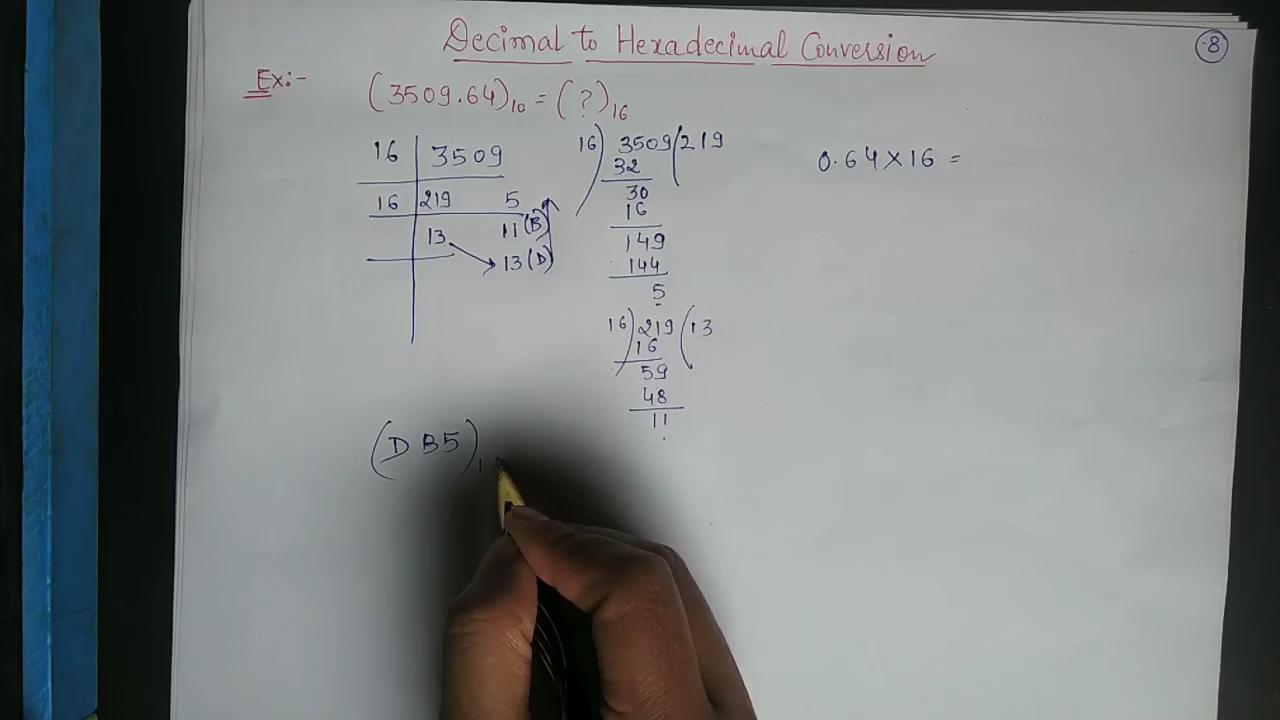 Decimal to Hexadecimal Conversion
8
Ex:-
(3509.64)₁₀ = (?)₁₆
16 | 3509
16 | 219 5
13 11 (B)
13 (D)
16) 3509 (219
32
30
16
149
144
5
16) 219 (13
16
59
48
11
0.64×16 =
(DB5)₁